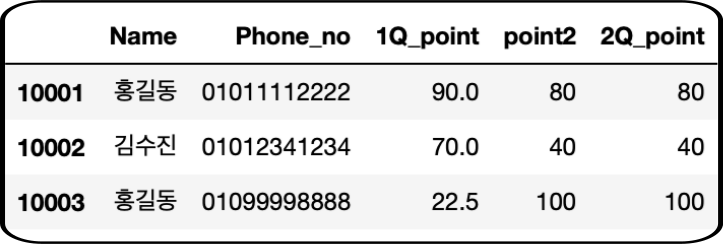 Name Phone_no 1Q_point point2 2Q_point
10001 홍길동 01011112222 90.0 80 80
10002 김수진 01012341234 70.0 40 40
10003 홍길동 01099998888 22.5 100 100